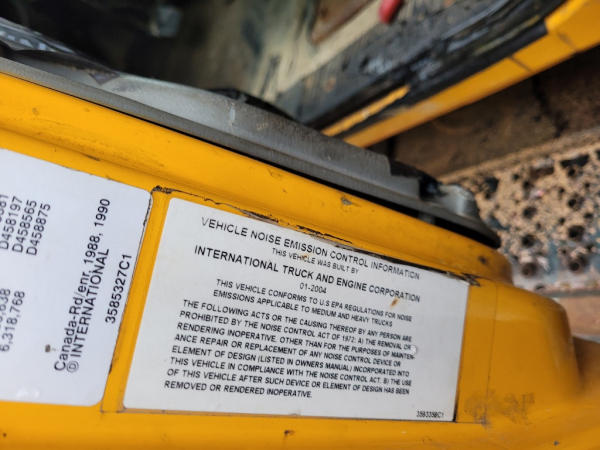 D458197
D458565
D458875
6,318,768
Canada-Rd/enr. 1988, 1990
© INTERNATIONAL
3585327C1
VEHICLE NOISE EMISSION CONTROL INFORMATION
THIS VEHICLE WAS BUILT BY
INTERNATIONAL TRUCK AND ENGINE CORPORATION
01-2004
THIS VEHICLE CONFORMS TO U.S EPA REGULATIONS FOR NOISE
EMISSIONS APPLICABLE TO MEDIUM AND HEAVY TRUCKS
THE FOLLOWING ACTS OR THE CAUSING THEREOF BY ANY PERSON ARE
PROHIBITED BY THE NOISE CONTROL ACT OF 1972: A) THE REMOVAL OR
RENDERING INOPERATIVE. OTHER THAN FOR THE PURPOSES OF MAINTEN-
ANCE REPAIR OR REPLACEMENT OF ANY NOISE CONTROL DEVICE OR
ELEMENT OF DESIGN (LISTED IN OWNERS MANUAL) INCORPORATED INTO
THIS VEHICLE IN COMPLIANCE WITH THE NOISE CONTROL ACT. B) THE USE
OF THIS VEHICLE AFTER SUCH DEVICE OR ELEMENT OF DESIGN HAS BEEN
REMOVED OR RENDERED INOPERATIVE.